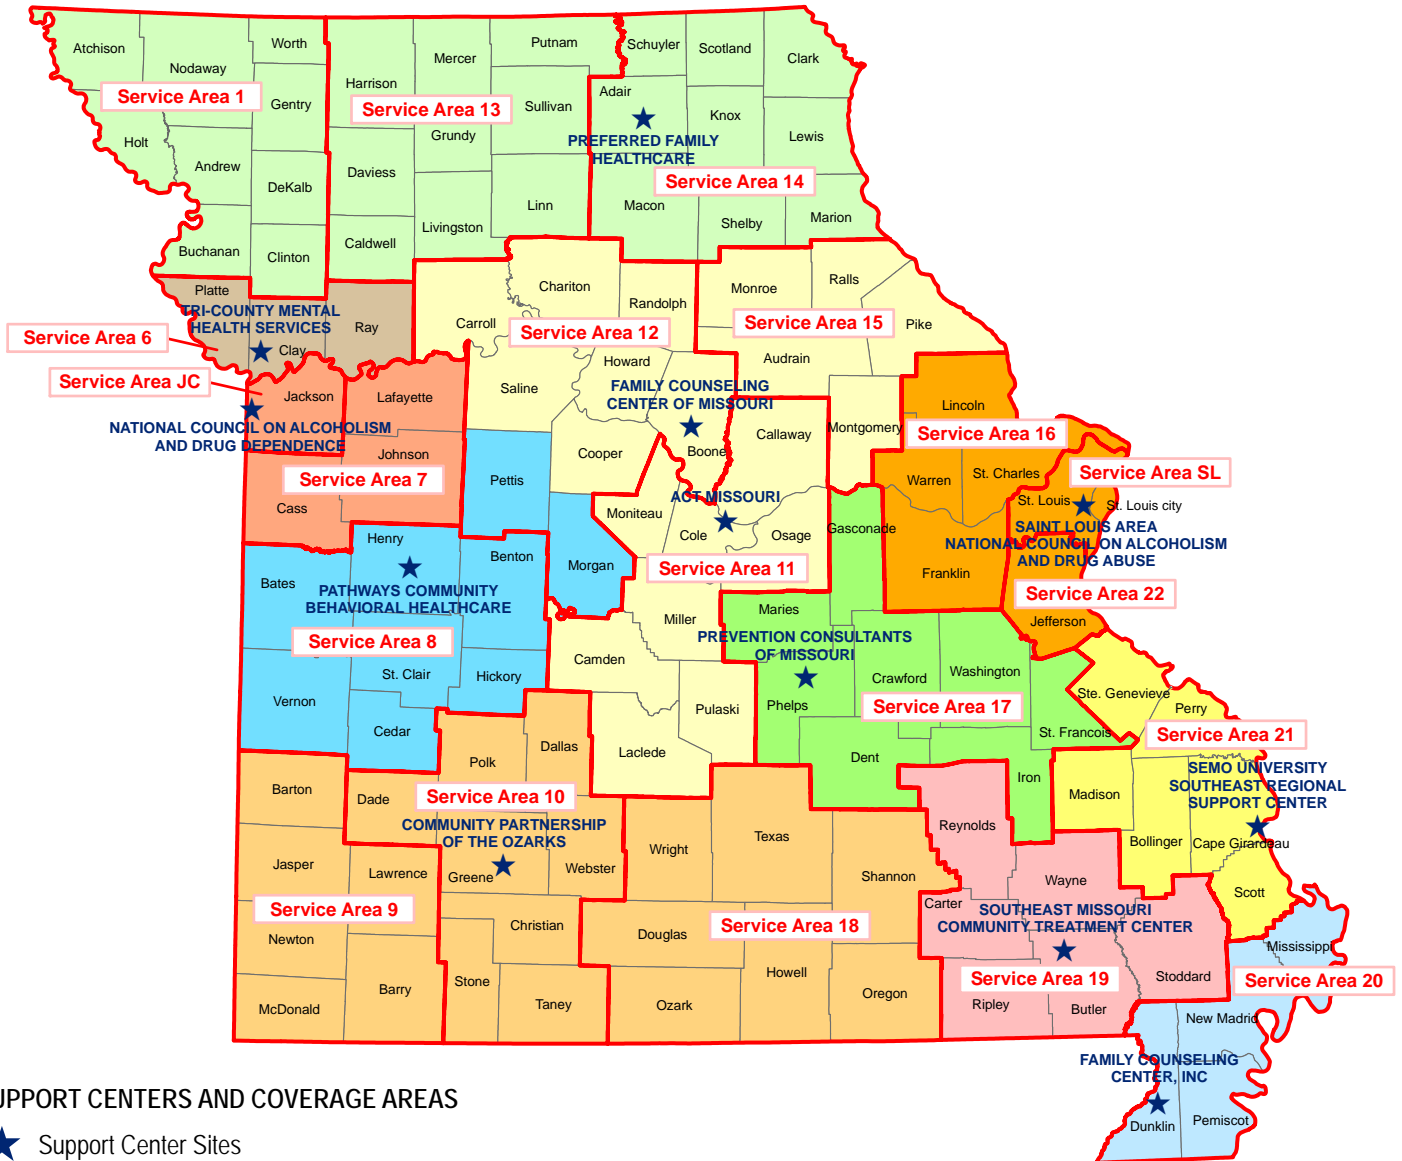 Atchison
Nodaway
Worth
Harrison
Mercer
Putnam
Schuyler
Scotland
Clark
Service Area 1
Gentry
Service Area 13
Sullivan
Adair
Knox
Holt
Grundy
Lewis
PREFERRED FAMILY
HEALTHCARE
Andrew
DeKalb
Daviess
Service Area 14
Linn
Macon
Marion
Buchanan
Clinton
Caldwell
Livingston
Shelby
Platte
Chariton
Randolph
Monroe
Ralls
TRI-COUNTY MENTAL
HEALTH SERVICES
Ray
Carroll
Service Area 12
Service Area 15
Pike
Service Area 6
Clay
Howard
Audrain
Service Area JC
Jackson
Lafayette
Saline
FAMILY COUNSELING
CENTER OF MISSOURI
Lincoln
NATIONAL COUNCIL ON ALCOHOLISM
AND DRUG DEPENDENCE
Johnson
Cooper
Boone
Callaway
Montgomery
Service Area 16
Service Area 7
Pettis
Warren
St. Charles
Service Area SL
Cass
Moniteau
ACT MISSOURI
St. Louis
St. Louis city
Henry
Benton
Cole
Osage
Gasconade
SAINT LOUIS AREA
NATIONAL COUNCIL ON ALCOHOLISM
AND DRUG ABUSE
Bates
Morgan
Service Area 11
Franklin
PATHWAYS COMMUNITY
BEHAVIORAL HEALTHCARE
Service Area 22
Miller
Maries
Jefferson
Service Area 8
PREVENTION CONSULTANTS
OF MISSOURI
Camden
St. Clair
Hickory
Crawford
Washington
Vernon
Pulaski
Phelps
Service Area 17
Ste. Genevieve
Perry
Cedar
Dallas
Laclede
Dent
St. Francois
Service Area 21
Polk
Iron
SEMO UNIVERSITY
SOUTHEAST REGIONAL
SUPPORT CENTER
Barton
Dade
Service Area 10
Madison
COMMUNITY PARTNERSHIP
OF THE OZARKS
Wright
Texas
Reynolds
Bollinger
Cape Girardeau
Jasper
Lawrence
Greene
Webster
Shannon
Wayne
Scott
Service Area 9
Carter
SOUTHEAST MISSOURI
COMMUNITY TREATMENT CENTER
Newton
Christian
Douglas
Service Area 18
Mississippi
Stone
Howell
Service Area 19
Stoddard
Service Area 20
McDonald
Barry
Taney
Ozark
Oregon
Ripley
Butler
New Madrid
FAMILY COUNSELING
CENTER, INC
Dunklin
Pemiscot
UPPORT CENTERS AND COVERAGE AREAS
Support Center Sites